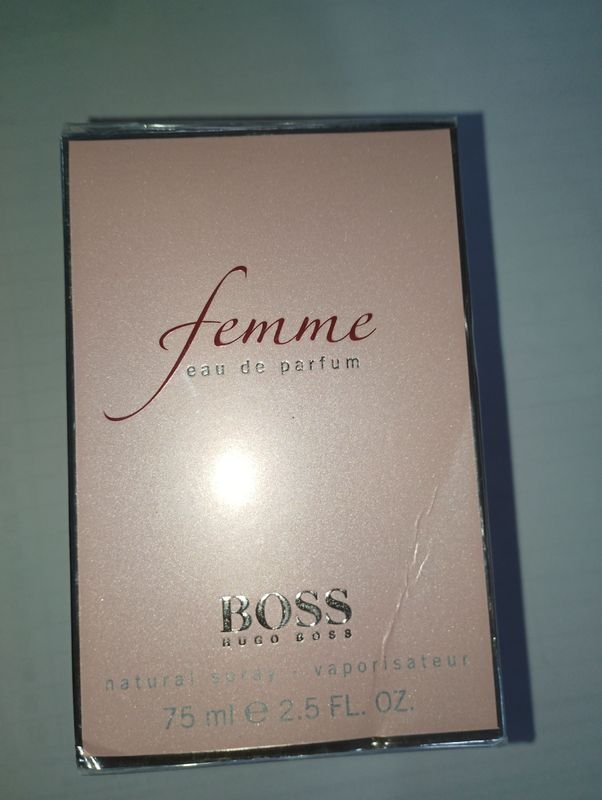 femme
eau de parfum
BOSS
HUGO BOSS
natural spray - vaporisateur
75 ml ℮ 2.5 FL. OZ.